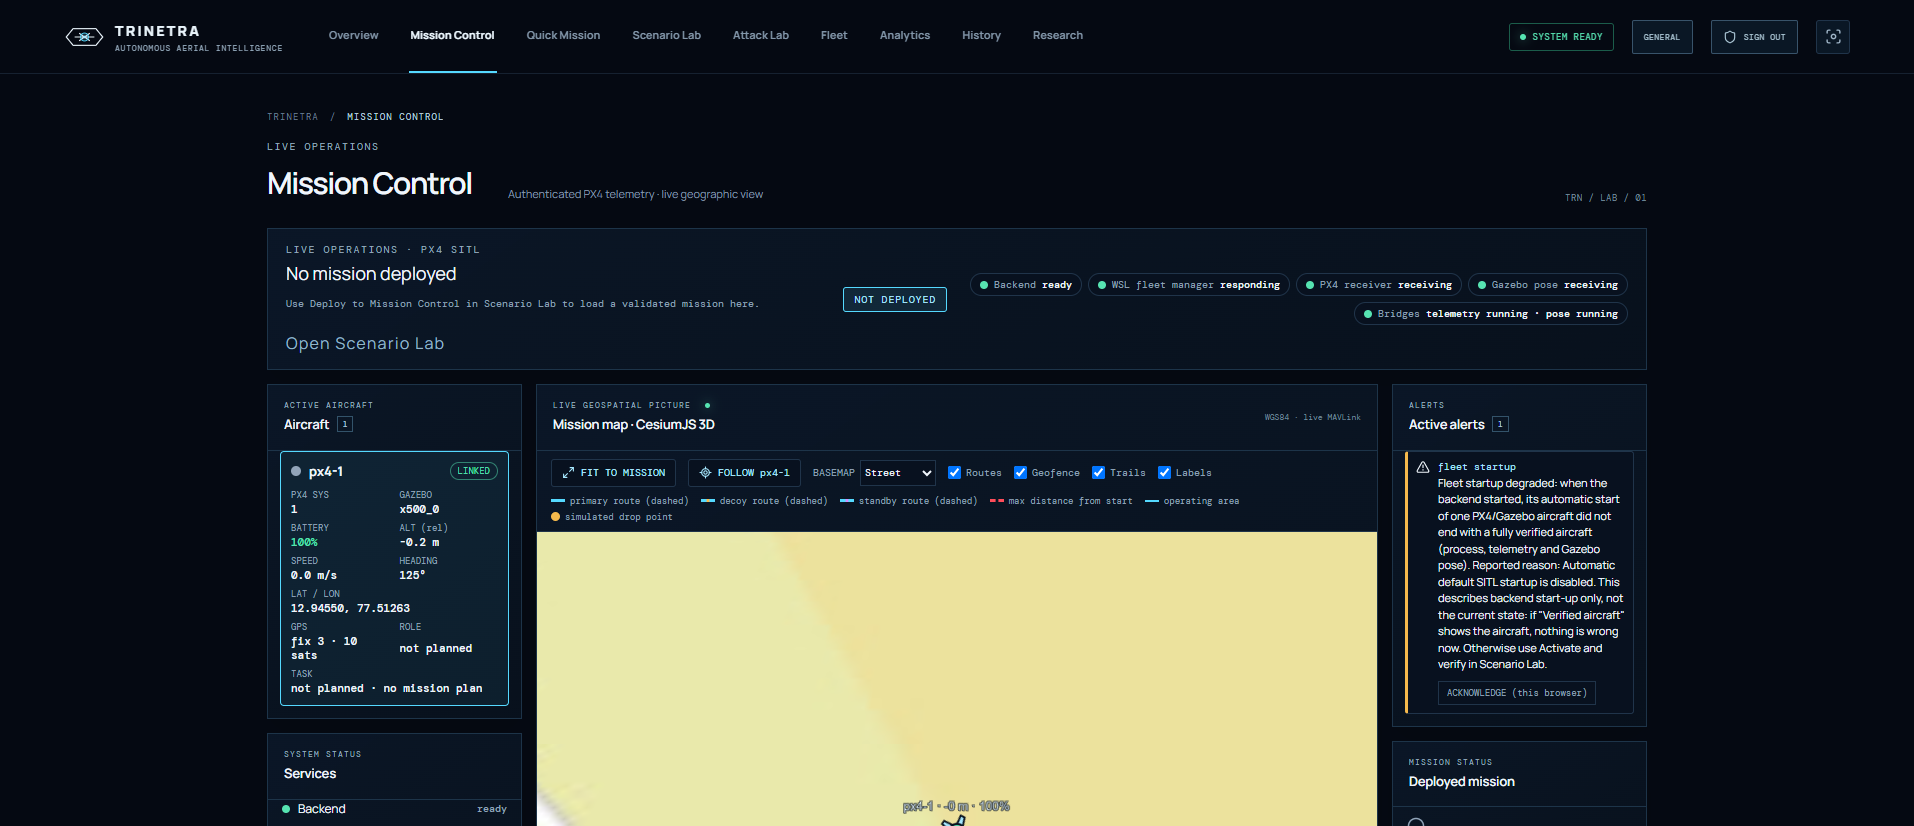 TRINETRA
AUTONOMOUS AERIAL INTELLIGENCE
Overview
Mission Control
Quick Mission
Scenario Lab
Attack Lab
Fleet
Analytics
History
Research
SYSTEM READY
GENERAL
SIGN OUT
TRINETRA / MISSION CONTROL
LIVE OPERATIONS
Mission Control
Authenticated PX4 telemetry · live geographic view
TRN / LAB / 01
LIVE OPERATIONS · PX4 SITL
No mission deployed
Use Deploy to Mission Control in Scenario Lab to load a validated mission here.
Open Scenario Lab
NOT DEPLOYED
Backend ready
WSL fleet manager responding
PX4 receiver receiving
Gazebo pose receiving
Bridges telemetry running · pose running
ACTIVE AIRCRAFT
Aircraft 1
px4-1
LINKED
PX4 SYS
1
GAZEBO
x500_0
BATTERY
100%
ALT (rel)
-0.2 m
SPEED
0.0 m/s
HEADING
125°
LAT / LON
12.94550, 77.51263
GPS
fix 3 · 10
sats
ROLE
not planned
TASK
not planned · no mission plan
SYSTEM STATUS
Services
Backend
ready
LIVE GEOSPATIAL PICTURE
Mission map · CesiumJS 3D
WGS84 · live MAVLink
FIT TO MISSION
FOLLOW px4-1
BASEMAP
Street
Routes
Geofence
Trails
Labels
primary route (dashed)
decoy route (dashed)
standby route (dashed)
max distance from start
operating area
simulated drop point
px4-1 · -0 m · 100%
ALERTS
Active alerts 1
fleet startup
Fleet startup degraded: when the
backend started, its automatic start
of one PX4/Gazebo aircraft did not
end with a fully verified aircraft
(process, telemetry and Gazebo
pose). Reported reason: Automatic
default SITL startup is disabled. This
describes backend start-up only, not
the current state: if "Verified aircraft"
shows the aircraft, nothing is wrong
now. Otherwise use Activate and
verify in Scenario Lab.
ACKNOWLEDGE (this browser)
MISSION STATUS
Deployed mission